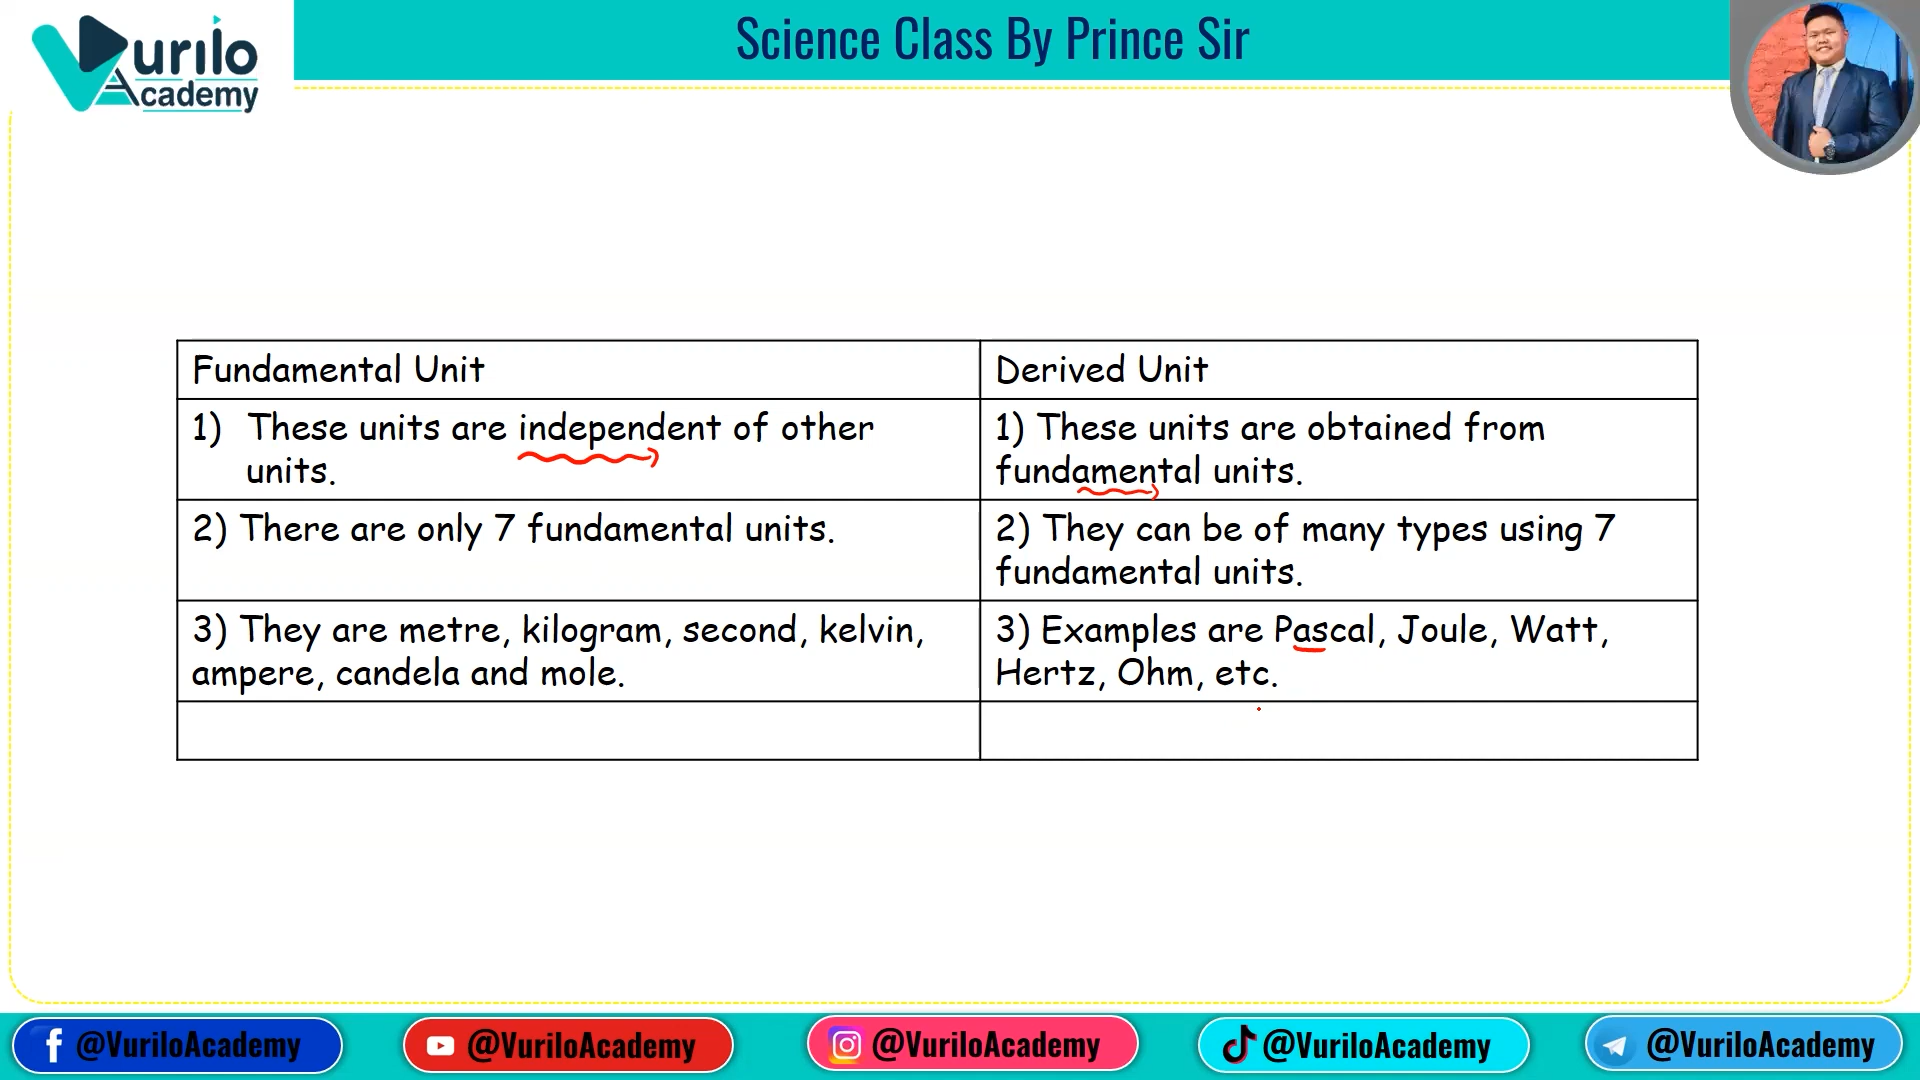 Vurilo
Academy
Science Class By Prince Sir
Fundamental Unit
Derived Unit
1) These units are independent of other
units.
1) These units are obtained from
fundamental units.
2) There are only 7 fundamental units.
2) They can be of many types using 7
fundamental units.
3) They are metre, kilogram, second, kelvin,
ampere, candela and mole.
3) Examples are Pascal, Joule, Watt,
Hertz, Ohm, etc.
@VuriloAcademy
@VuriloAcademy
@VuriloAcademy
@VuriloAcademy
@VuriloAcademy